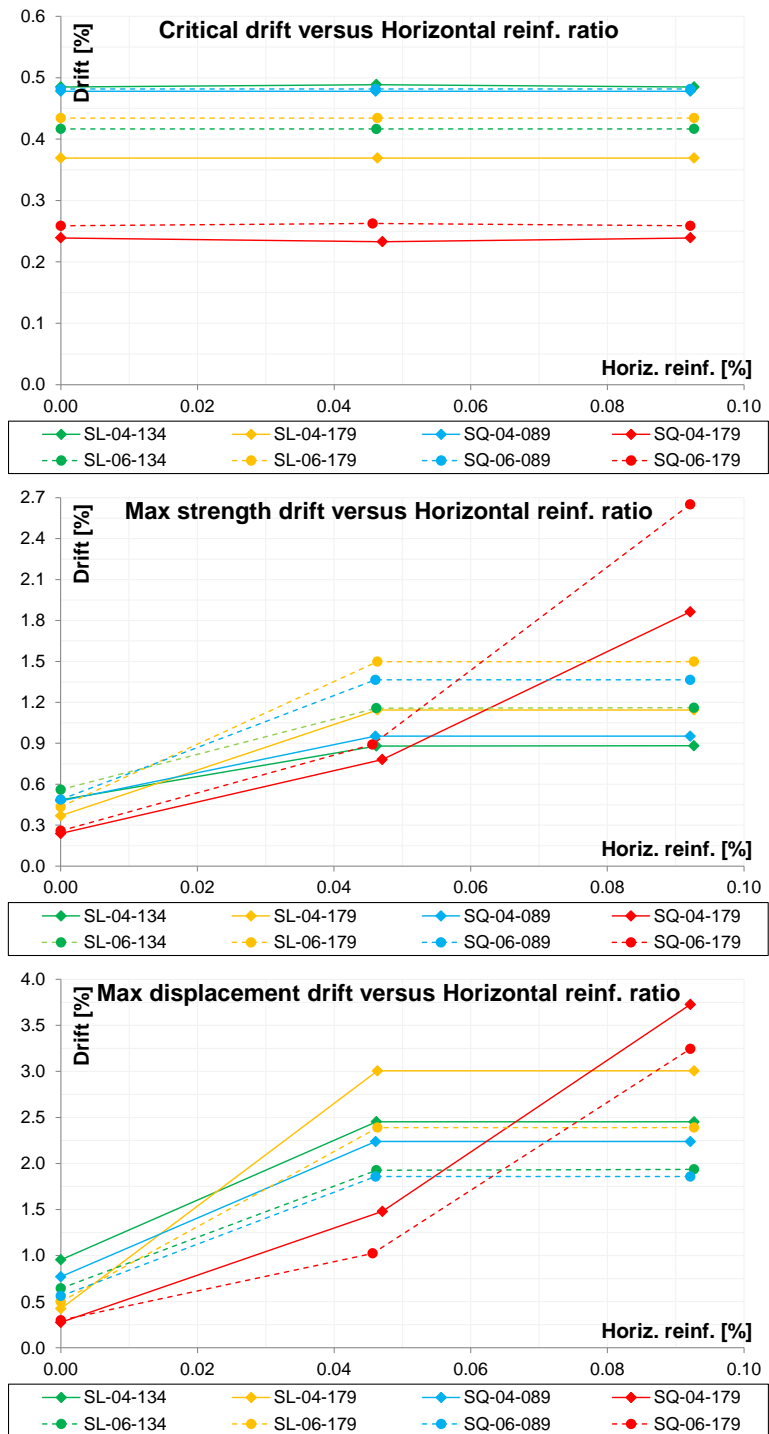 Critical drift versus Horizontal reinf. ratio
Drift [%]
0.6
0.5
0.4
0.3
0.2
0.1
0.0
Horiz. reinf. [%]
0.00 0.02 0.04 0.06 0.08 0.10
SL-04-134 SL-04-179 SQ-04-089 SQ-04-179
SL-06-134 SL-06-179 SQ-06-089 SQ-06-179
Max strength drift versus Horizontal reinf. ratio
Drift [%]
2.7
2.4
2.1
1.8
1.5
1.2
0.9
0.6
0.3
0.0
Horiz. reinf. [%]
0.00 0.02 0.04 0.06 0.08 0.10
SL-04-134 SL-04-179 SQ-04-089 SQ-04-179
SL-06-134 SL-06-179 SQ-06-089 SQ-06-179
Max displacement drift versus Horizontal reinf. ratio
Drift [%]
4.0
3.5
3.0
2.5
2.0
1.5
1.0
0.5
0.0
Horiz. reinf. [%]
0.00 0.02 0.04 0.06 0.08 0.10
SL-04-134 SL-04-179 SQ-04-089 SQ-04-179
SL-06-134 SL-06-179 SQ-06-089 SQ-06-179